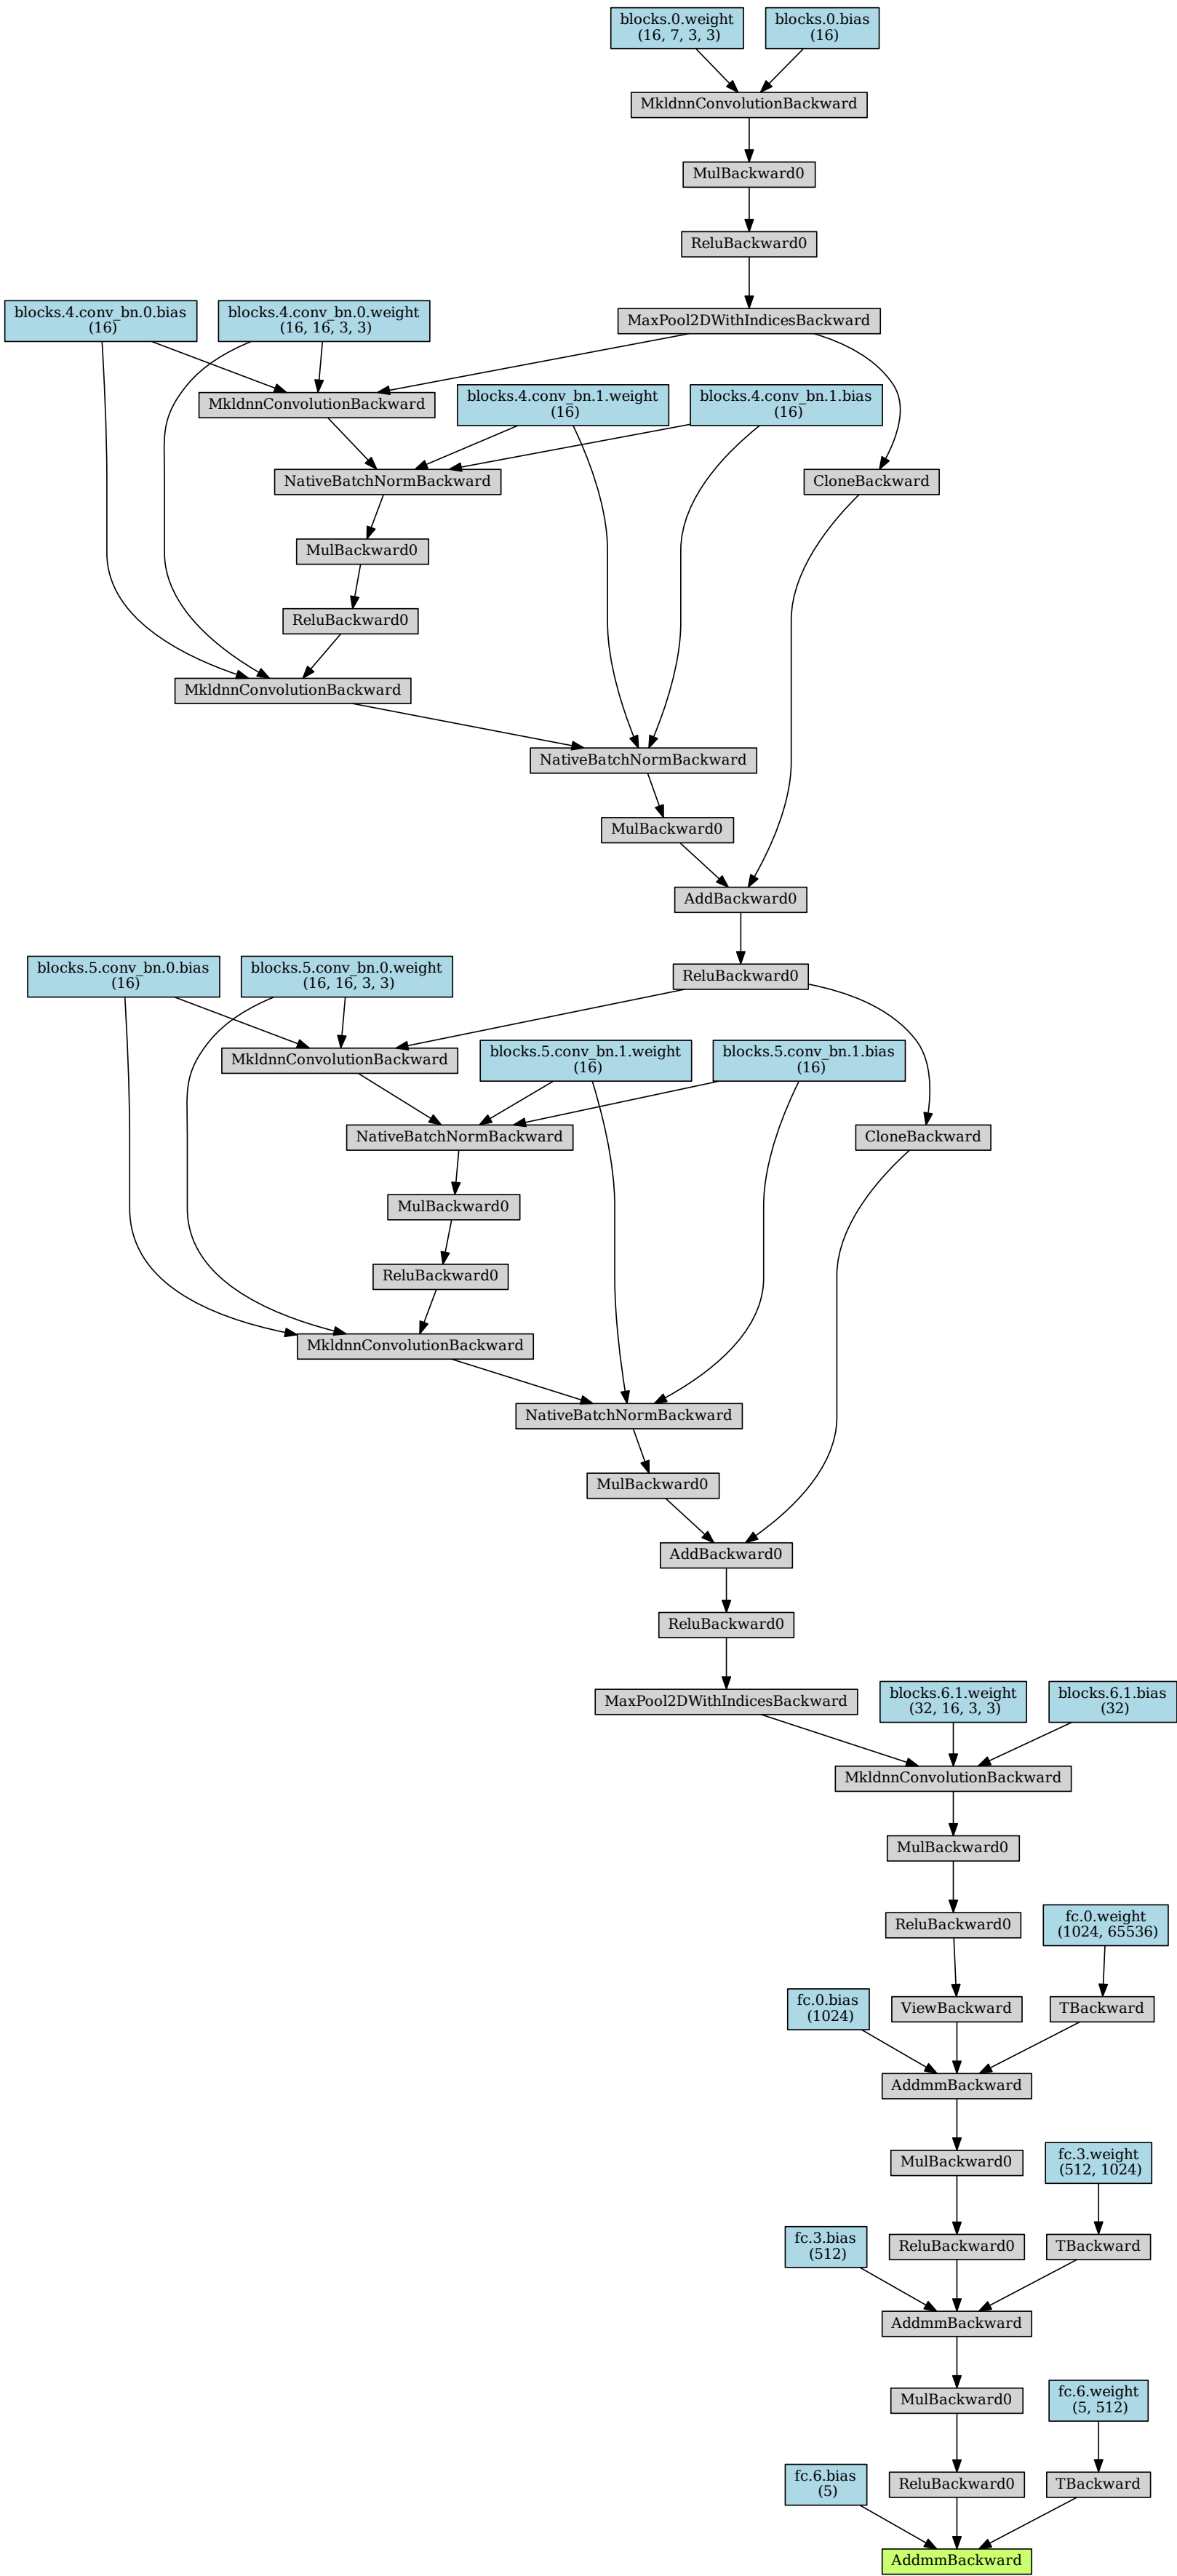 blocks.0.weight
(16, 7, 3, 3)
blocks.0.bias
(16)
MkldnnConvolutionBackward
MulBackward0
ReluBackward0
blocks.4.conv_bn.0.bias
(16)
blocks.4.conv_bn.0.weight
(16, 16, 3, 3)
MaxPool2DWithIndicesBackward
MkldnnConvolutionBackward
blocks.4.conv_bn.1.weight
(16)
blocks.4.conv_bn.1.bias
(16)
NativeBatchNormBackward
CloneBackward
MulBackward0
ReluBackward0
MkldnnConvolutionBackward
NativeBatchNormBackward
MulBackward0
AddBackward0
blocks.5.conv_bn.0.bias
(16)
blocks.5.conv_bn.0.weight
(16, 16, 3, 3)
ReluBackward0
MkldnnConvolutionBackward
blocks.5.conv_bn.1.weight
(16)
blocks.5.conv_bn.1.bias
(16)
NativeBatchNormBackward
CloneBackward
MulBackward0
ReluBackward0
MkldnnConvolutionBackward
NativeBatchNormBackward
MulBackward0
AddBackward0
ReluBackward0
MaxPool2DWithIndicesBackward
blocks.6.1.weight
(32, 16, 3, 3)
blocks.6.1.bias
(32)
MkldnnConvolutionBackward
MulBackward0
ReluBackward0
fc.0.weight
(1024, 65536)
fc.0.bias
(1024)
ViewBackward
TBackward
AddmmBackward
MulBackward0
fc.3.weight
(512, 1024)
fc.3.bias
(512)
ReluBackward0
TBackward
AddmmBackward
MulBackward0
fc.6.weight
(5, 512)
fc.6.bias
(5)
ReluBackward0
TBackward
AddmmBackward